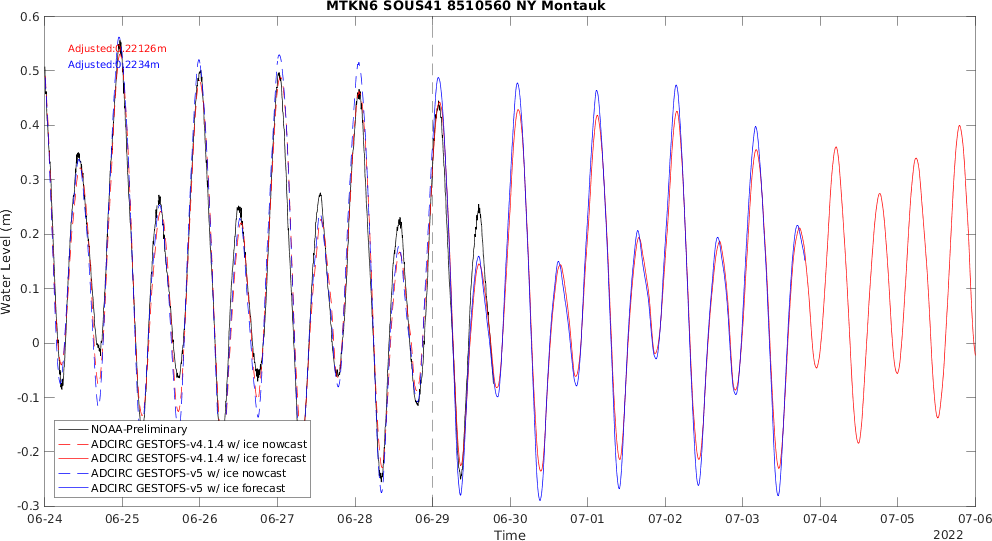 MTKN6 SOUS41 8510560 NY Montauk
0.6
0.5
0.4
0.3
0.2
0.1
0
-0.1
-0.2
-0.3
Water Level (m)
Adjusted:0.22126m
Adjusted:0.2234m
NOAA-Preliminary
ADCIRC GESTOFS-v4.1.4 w/ ice nowcast
ADCIRC GESTOFS-v4.1.4 w/ ice forecast
ADCIRC GESTOFS-v5 w/ ice nowcast
ADCIRC GESTOFS-v5 w/ ice forecast
06-24 06-25 06-26 06-27 06-28 06-29 06-30 07-01 07-02 07-03 07-04 07-05 07-06
Time
2022